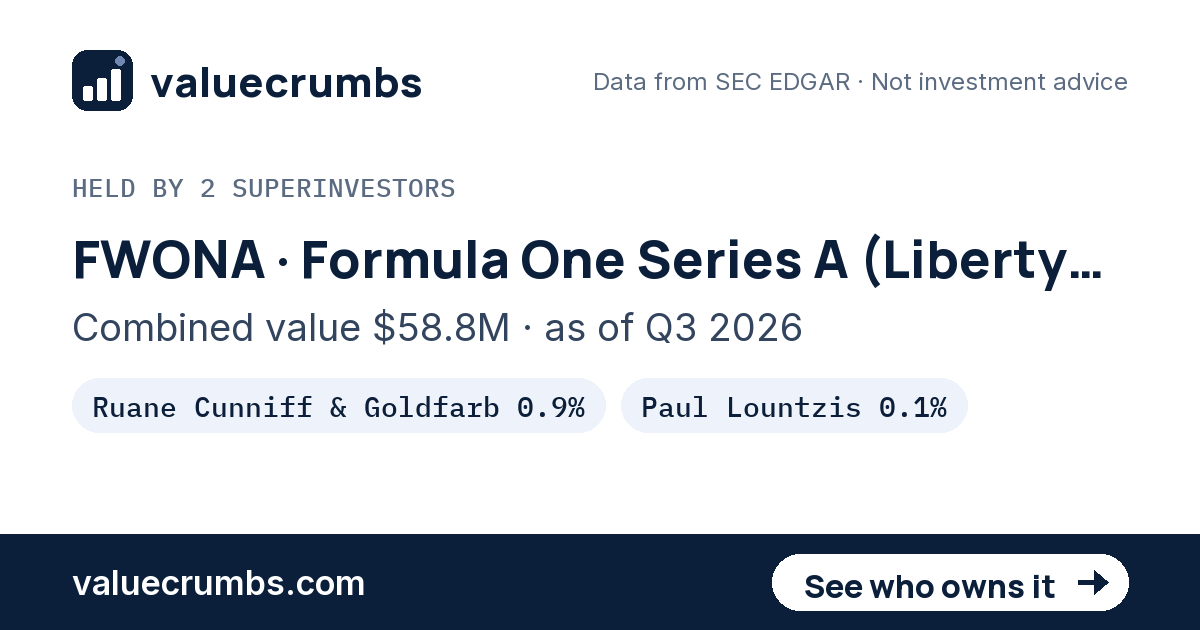 valuecrumbs
Data from SEC EDGAR · Not investment advice
HELD BY 2 SUPERINVESTORS
FWONA · Formula One Series A (Liberty…
Combined value $58.8M · as of Q3 2026
Ruane Cunniff & Goldfarb 0.9%
Paul Lountzis 0.1%
valuecrumbs.com
See who owns it →